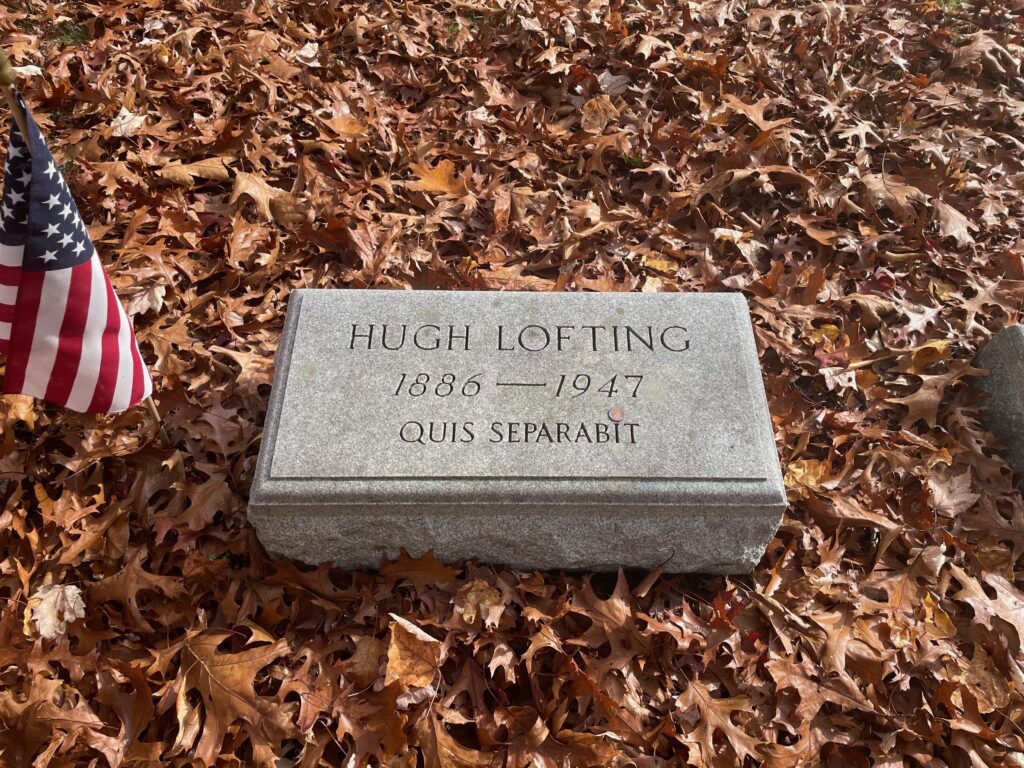 HUGH LOFTING
1886 — 1947
QUIS SEPARABIT